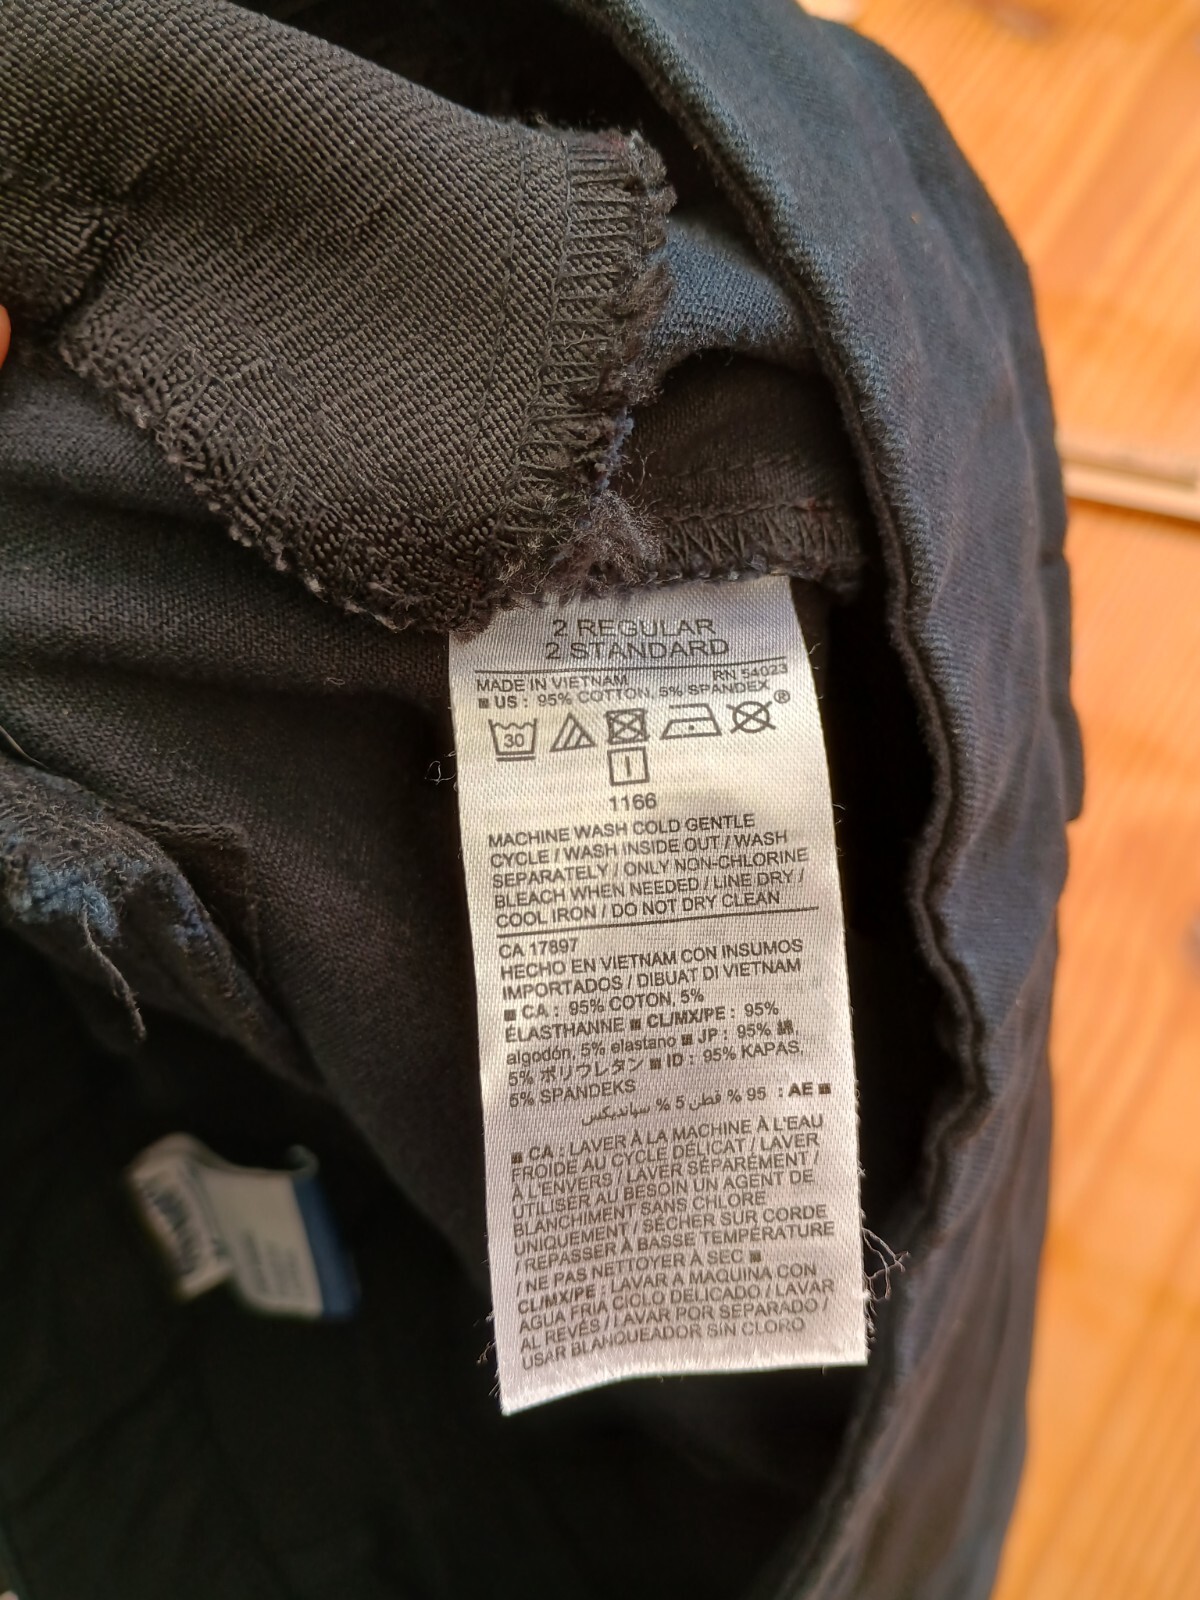 2 REGULAR
2 STANDARD
MADE IN VIETNAM RN 54023
■ US : 95% COTTON, 5% SPANDEX
30 ®
1166
MACHINE WASH COLD GENTLE
CYCLE / WASH INSIDE OUT / WASH
SEPARATELY / ONLY NON-CHLORINE
BLEACH WHEN NEEDED / LINE DRY /
COOL IRON / DO NOT DRY CLEAN
CA 17897
HECHO EN VIETNAM CON INSUMOS
IMPORTADOS / DIBUAT DI VIETNAM
■ CA : 95% COTON, 5%
ÉLASTHANNE ■ CL/MX/PE : 95%
algodón, 5% elastano ■ JP : 95% 綿,
5% ポリウレタン ■ ID : 95% KAPAS,
5% SPANDEKS
■ AE : 95 % قطن 5 % سباندیکس
■ CA : LAVER À LA MACHINE À L'EAU
FROIDE AU CYCLE DÉLICAT / LAVER
À L'ENVERS / LAVER SÉPARÉMENT /
UTILISER AU BESOIN UN AGENT DE
BLANCHIMENT SANS CHLORE
UNIQUEMENT / SÉCHER SUR CORDE
/ REPASSER À BASSE TEMPÉRATURE
/ NE PAS NETTOYER À SEC ■
CL/MX/PE : LAVAR A MAQUINA CON
AGUA FRIA CICLO DELICADO / LAVAR
AL REVÉS / LAVAR POR SEPARADO /
USAR BLANQUEADOR SIN CLORO